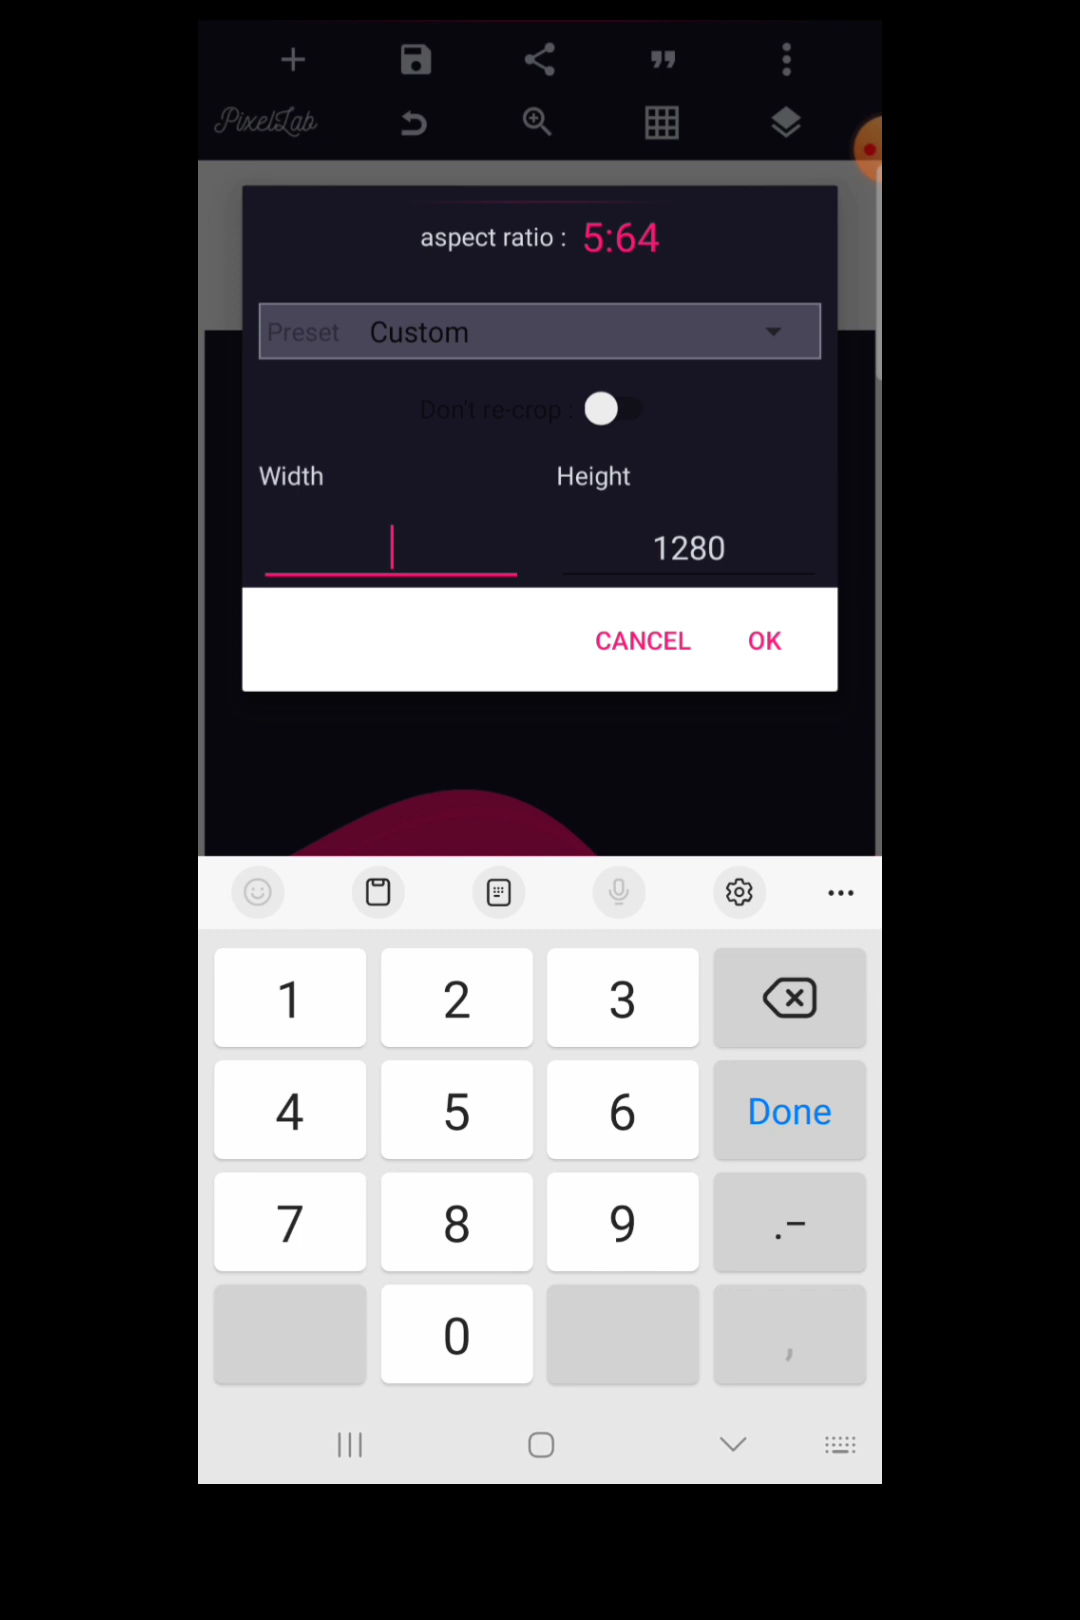 PixelLab
aspect ratio : 5:64
Preset Custom
Don't re-crop :
Width Height
1280
CANCEL OK
1 2 3
4 5 6 Done
7 8 9 .-
0 ,